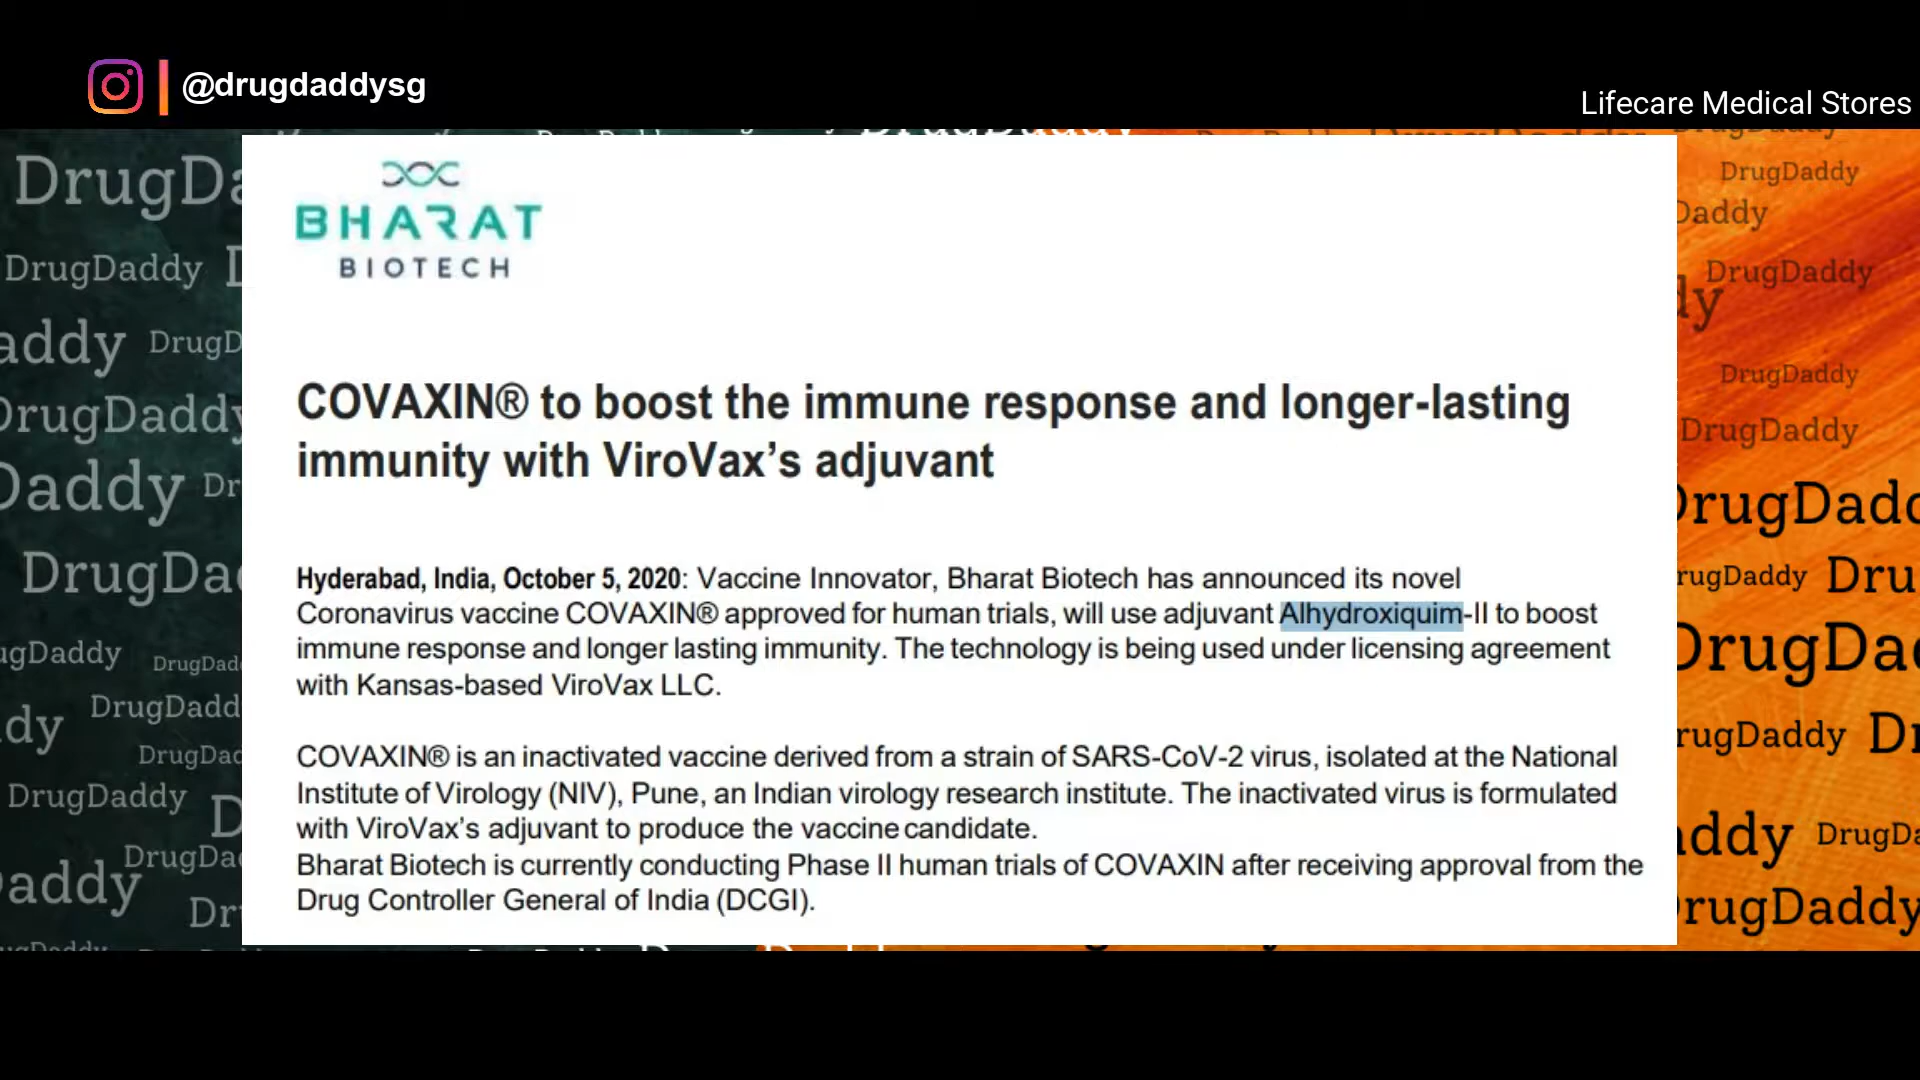 @drugdaddysg
Lifecare Medical Stores
BHARAT
BIOTECH
COVAXIN® to boost the immune response and longer-lasting
immunity with ViroVax’s adjuvant
Hyderabad, India, October 5, 2020: Vaccine Innovator, Bharat Biotech has announced its novel
Coronavirus vaccine COVAXIN® approved for human trials, will use adjuvant Alhydroxiquim-II to boost
immune response and longer lasting immunity. The technology is being used under licensing agreement
with Kansas-based ViroVax LLC.
COVAXIN® is an inactivated vaccine derived from a strain of SARS-CoV-2 virus, isolated at the National
Institute of Virology (NIV), Pune, an Indian virology research institute. The inactivated virus is formulated
with ViroVax’s adjuvant to produce the vaccine candidate.
Bharat Biotech is currently conducting Phase II human trials of COVAXIN after receiving approval from the
Drug Controller General of India (DCGI).
DrugDaddy
DrugDaddy
DrugDaddy
DrugDaddy
DrugDaddy